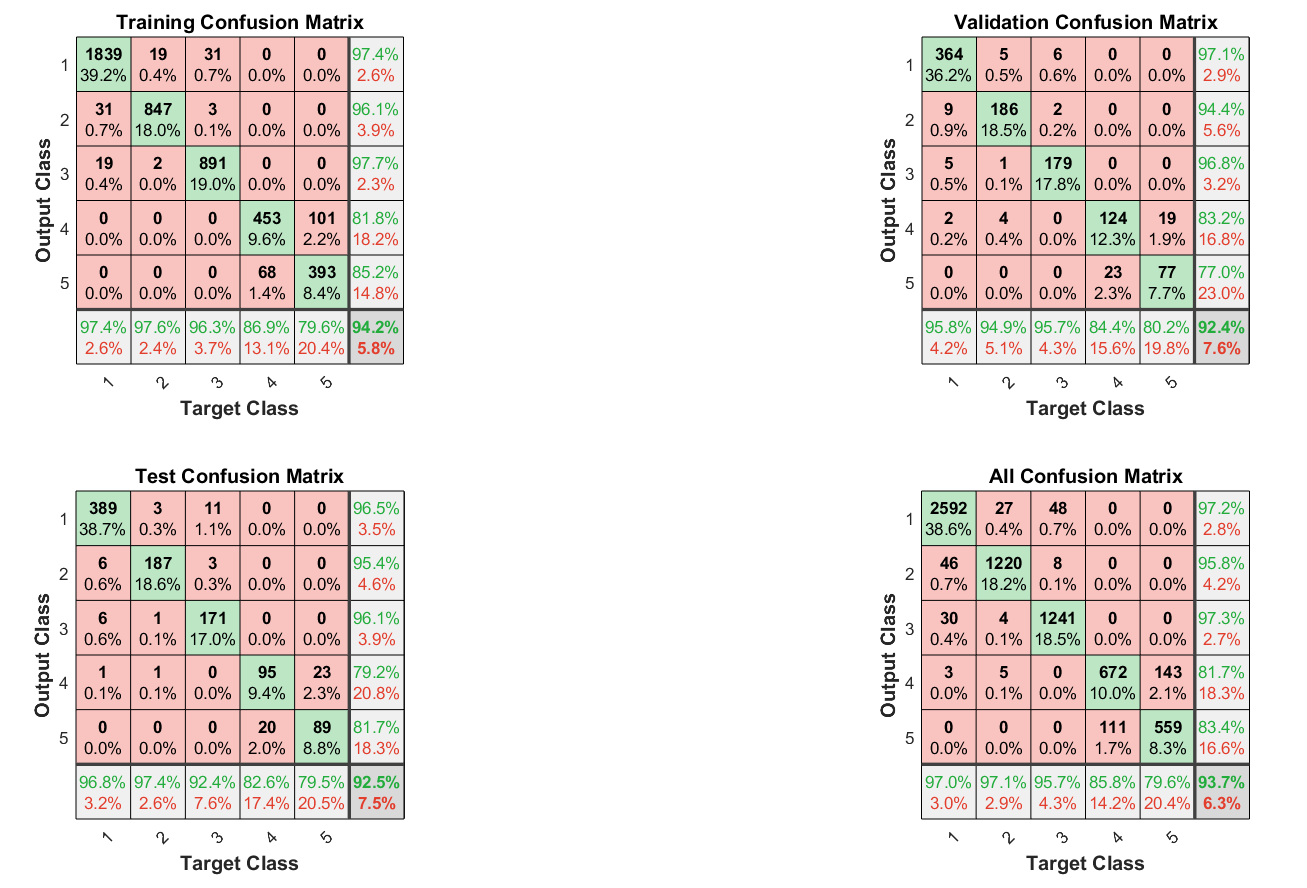 Training Confusion Matrix
1 1839 19 31 0 0 97.4%
39.2% 0.4% 0.7% 0.0% 0.0% 2.6%
2 31 847 3 0 0 96.1%
0.7% 18.0% 0.1% 0.0% 0.0% 3.9%
3 19 2 891 0 0 97.7%
0.4% 0.0% 19.0% 0.0% 0.0% 2.3%
4 0 0 0 453 101 81.8%
0.0% 0.0% 0.0% 9.6% 2.2% 18.2%
5 0 0 0 68 393 85.2%
0.0% 0.0% 0.0% 1.4% 8.4% 14.8%
97.4% 97.6% 96.3% 86.9% 79.6% 94.2%
2.6% 2.4% 3.7% 13.1% 20.4% 5.8%
1 2 3 4 5
Target Class
Output Class
Validation Confusion Matrix
1 364 5 6 0 0 97.1%
36.2% 0.5% 0.6% 0.0% 0.0% 2.9%
2 9 186 2 0 0 94.4%
0.9% 18.5% 0.2% 0.0% 0.0% 5.6%
3 5 1 179 0 0 96.8%
0.5% 0.1% 17.8% 0.0% 0.0% 3.2%
4 2 4 0 124 19 83.2%
0.2% 0.4% 0.0% 12.3% 1.9% 16.8%
5 0 0 0 23 77 77.0%
0.0% 0.0% 0.0% 2.3% 7.7% 23.0%
95.8% 94.9% 95.7% 84.4% 80.2% 92.4%
4.2% 5.1% 4.3% 15.6% 19.8% 7.6%
1 2 3 4 5
Target Class
Output Class
Test Confusion Matrix
1 389 3 11 0 0 96.5%
38.7% 0.3% 1.1% 0.0% 0.0% 3.5%
2 6 187 3 0 0 95.4%
0.6% 18.6% 0.3% 0.0% 0.0% 4.6%
3 6 1 171 0 0 96.1%
0.6% 0.1% 17.0% 0.0% 0.0% 3.9%
4 1 1 0 95 23 79.2%
0.1% 0.1% 0.0% 9.4% 2.3% 20.8%
5 0 0 0 20 89 81.7%
0.0% 0.0% 0.0% 2.0% 8.8% 18.3%
96.8% 97.4% 92.4% 82.6% 79.5% 92.5%
3.2% 2.6% 7.6% 17.4% 20.5% 7.5%
1 2 3 4 5
Target Class
Output Class
All Confusion Matrix
1 2592 27 48 0 0 97.2%
38.6% 0.4% 0.7% 0.0% 0.0% 2.8%
2 46 1220 8 0 0 95.8%
0.7% 18.2% 0.1% 0.0% 0.0% 4.2%
3 30 4 1241 0 0 97.3%
0.4% 0.1% 18.5% 0.0% 0.0% 2.7%
4 3 5 0 672 143 81.7%
0.0% 0.1% 0.0% 10.0% 2.1% 18.3%
5 0 0 0 111 559 83.4%
0.0% 0.0% 0.0% 1.7% 8.3% 16.6%
97.0% 97.1% 95.7% 85.8% 79.6% 93.7%
3.0% 2.9% 4.3% 14.2% 20.4% 6.3%
1 2 3 4 5
Target Class
Output Class